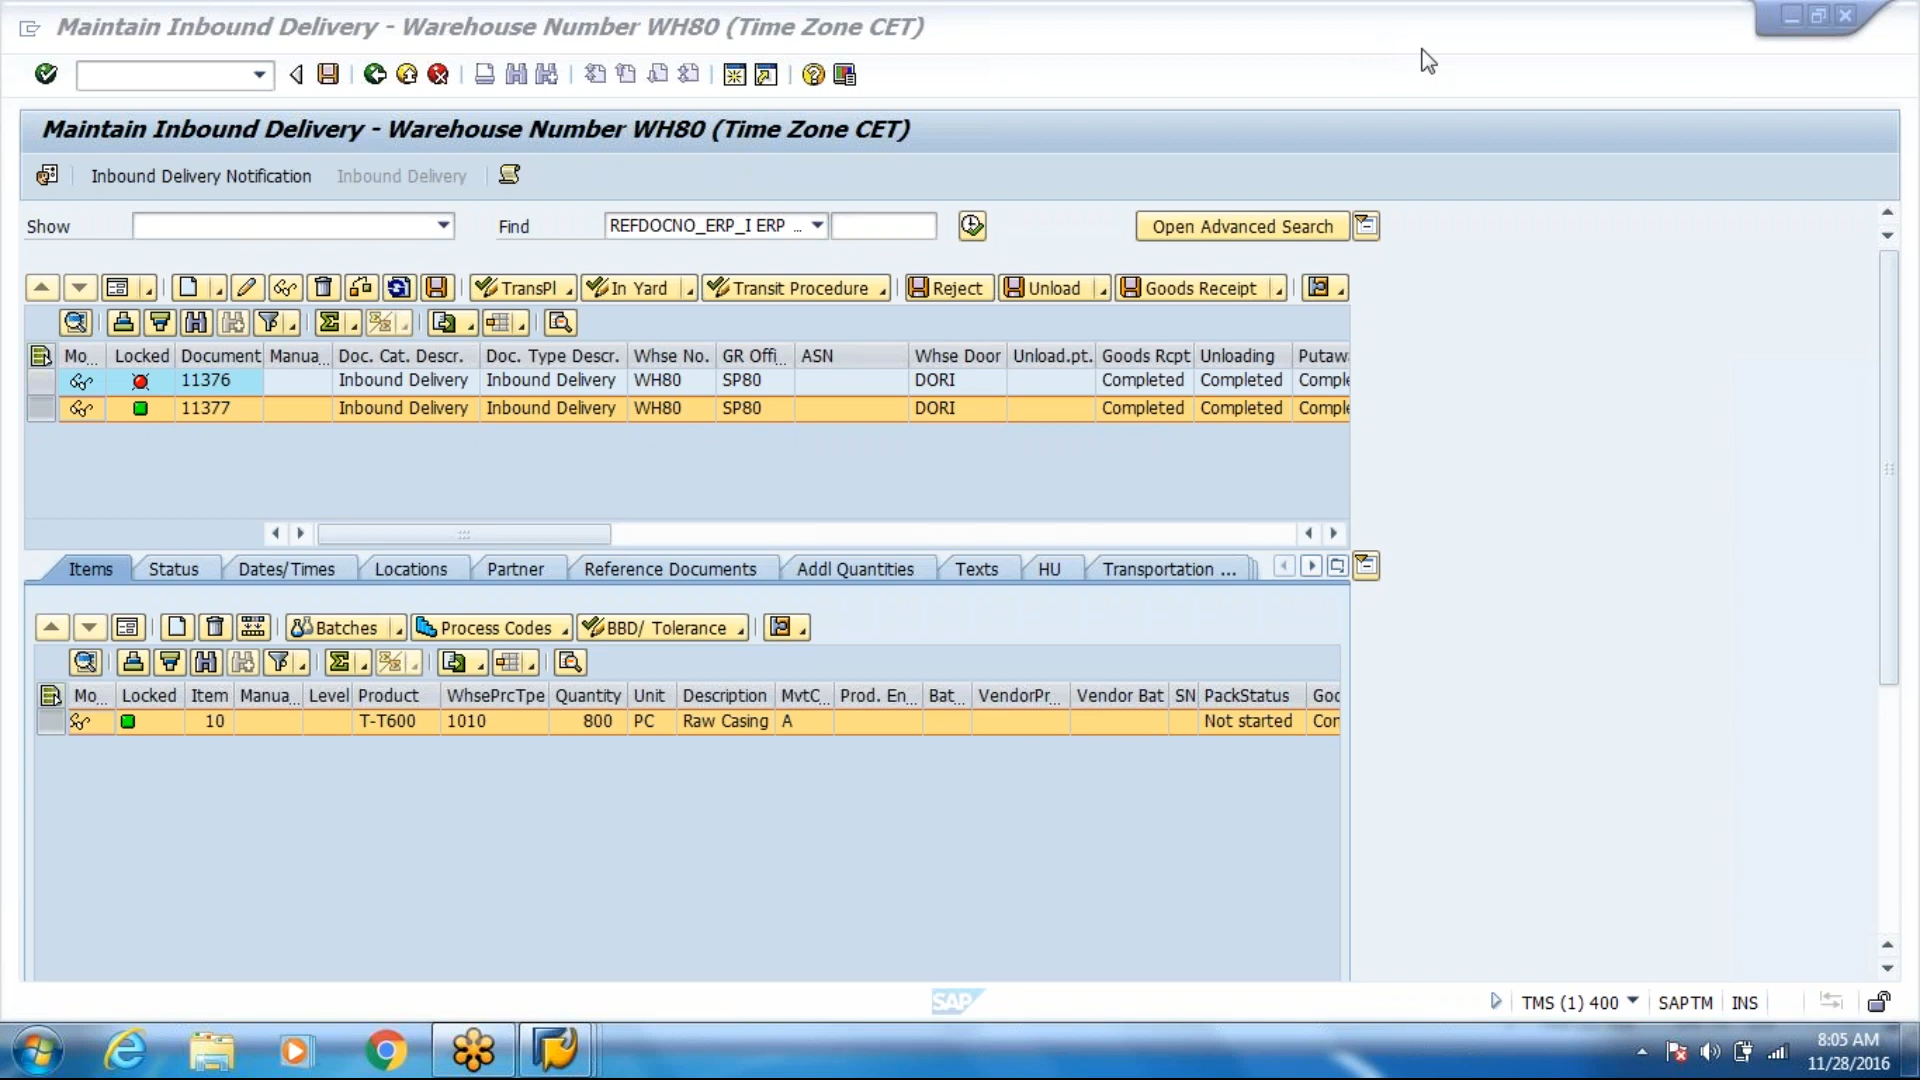 Maintain Inbound Delivery - Warehouse Number WH80 (Time Zone CET)
Maintain Inbound Delivery - Warehouse Number WH80 (Time Zone CET)
Inbound Delivery Notification Inbound Delivery
Show Find REFDOCNO_ERP_I ERP ... Open Advanced Search
TransPl In Yard Transit Procedure Reject Unload Goods Receipt
Mo... Locked Document Manua... Doc. Cat. Descr. Doc. Type Descr. Whse No. GR Offi... ASN Whse Door Unload.pt. Goods Rcpt Unloading Putaw
11376 Inbound Delivery Inbound Delivery WH80 SP80 DORI Completed Completed Comple
11377 Inbound Delivery Inbound Delivery WH80 SP80 DORI Completed Completed Comple
Items Status Dates/Times Locations Partner Reference Documents Addl Quantities Texts HU Transportation ...
Batches Process Codes BBD/ Tolerance
Mo... Locked Item Manua... Level Product WhsePrcTpe Quantity Unit Description MvtC... Prod. En... Bat... VendorPr... Vendor Bat SN PackStatus Goo
10 T-T600 1010 800 PC Raw Casing A Not started Con
SAP
TMS (1) 400 SAPTM INS
8:05 AM
11/28/2016